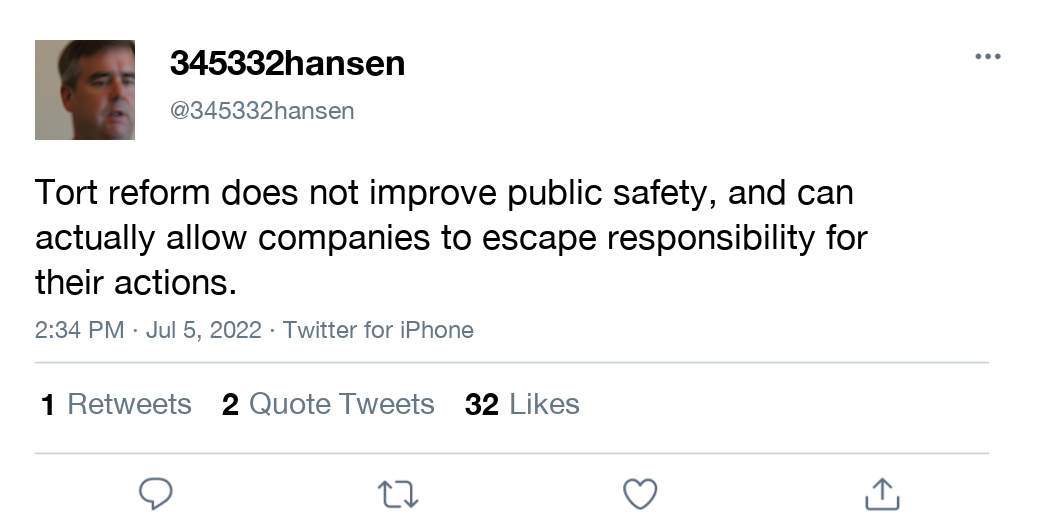 345332hansen
@345332hansen
Tort reform does not improve public safety, and can
actually allow companies to escape responsibility for
their actions.
2:34 PM · Jul 5, 2022 · Twitter for iPhone
1 Retweets 2 Quote Tweets 32 Likes